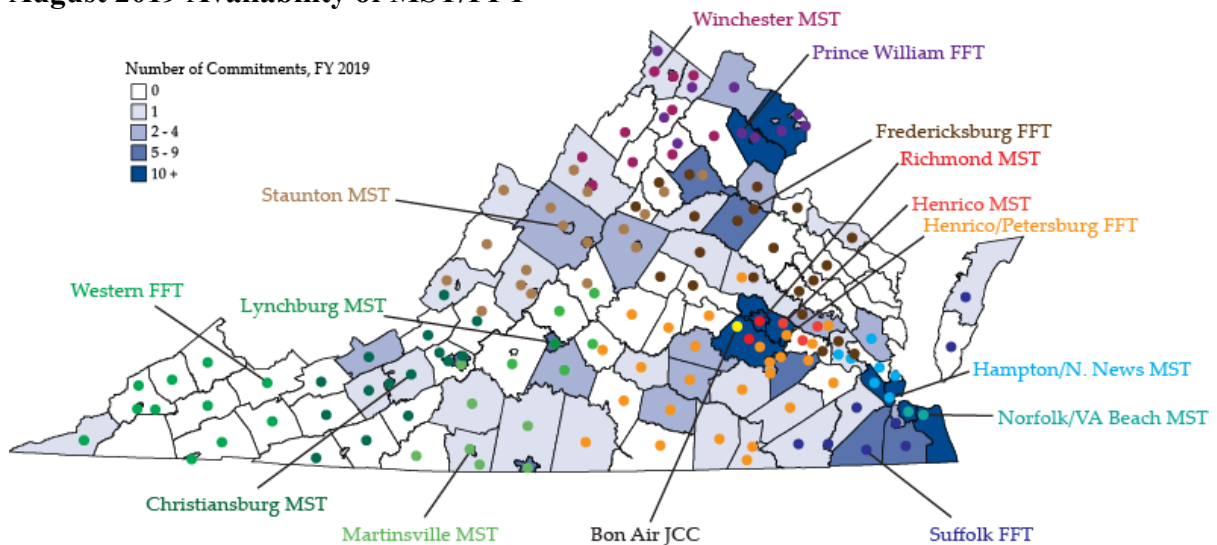 August 2019 Availability of MST/FFT
Winchester MST
Prince William FFT
Number of Commitments, FY 2019
0
1
2 - 4
5 - 9
10 +
Fredericksburg FFT
Richmond MST
Staunton MST
Henrico MST
Henrico/Petersburg FFT
Western FFT
Lynchburg MST
Hampton/N. News MST
Norfolk/VA Beach MST
Christiansburg MST
Martinsville MST
Bon Air JCC
Suffolk FFT